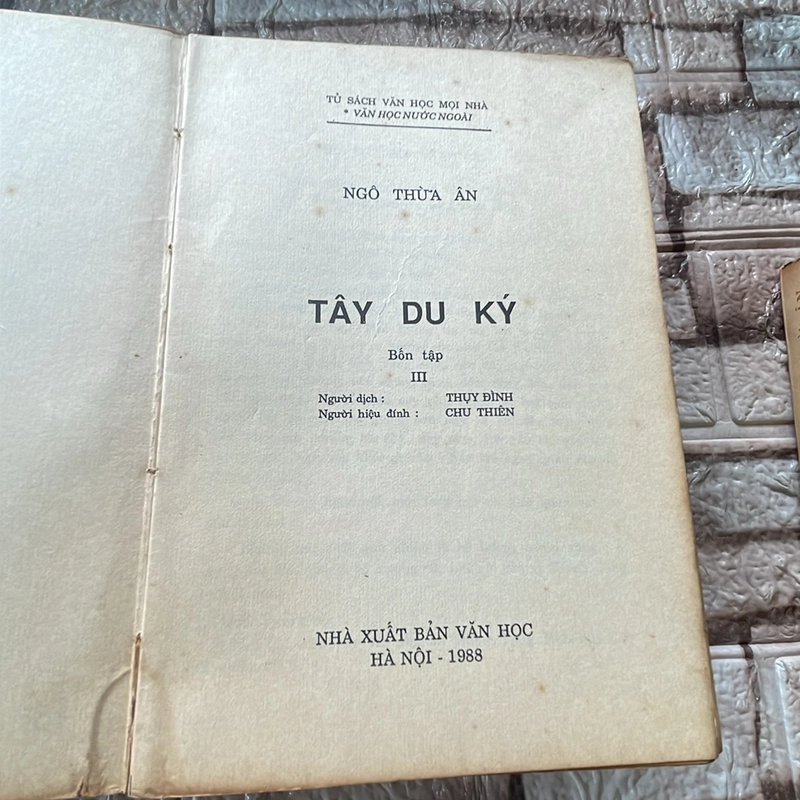 TỦ SÁCH VĂN HỌC MỌI NHÀ
* VĂN HỌC NƯỚC NGOÀI
NGÔ THỪA ÂN
TÂY DU KÝ
Bốn tập
III
Người dịch : THỤY ĐÌNH
Người hiệu đính : CHU THIÊN
NHÀ XUẤT BẢN VĂN HỌC
HÀ NỘI - 1988